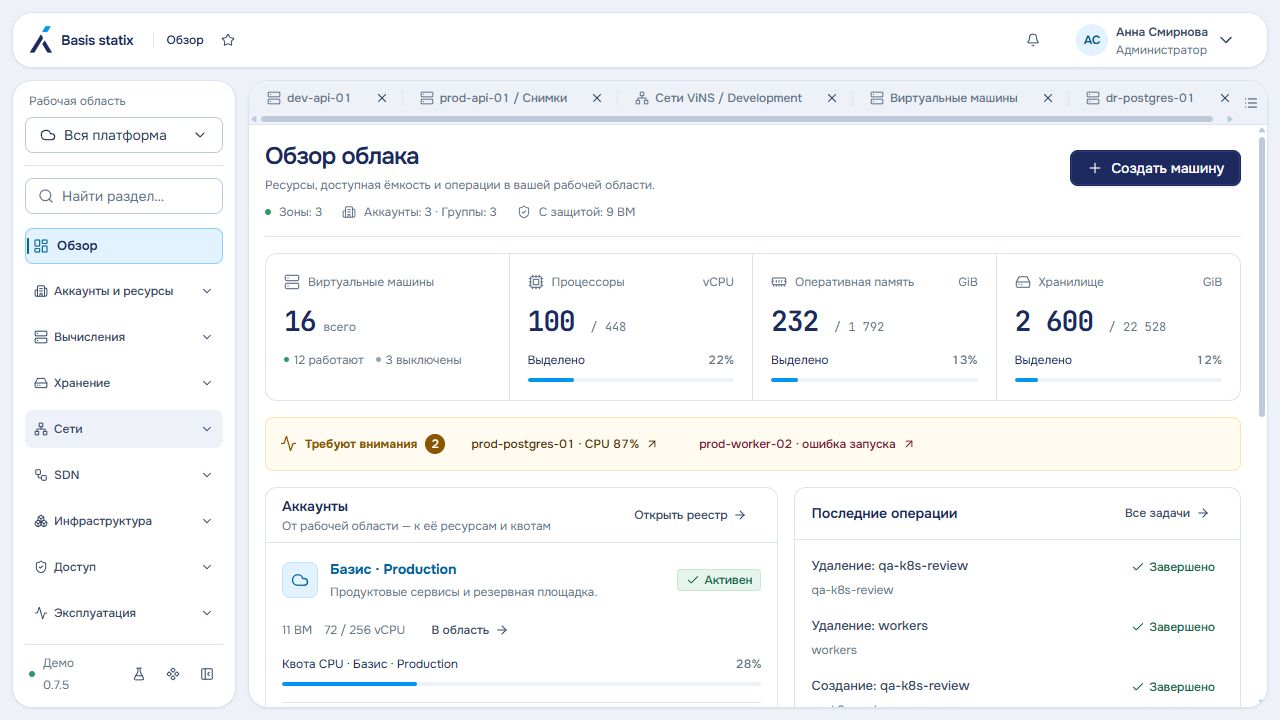 Basis statix
Обзор
АС
Анна Смирнова
Администратор
Рабочая область
Вся платформа
Найти раздел...
Обзор
Аккаунты и ресурсы
Вычисления
Хранение
Сети
SDN
Инфраструктура
Доступ
Эксплуатация
Демо
0.7.5
dev-api-01
prod-api-01 / Снимки
Сети ViNS / Development
Виртуальные машины
dr-postgres-01
Обзор облака
Ресурсы, доступная ёмкость и операции в вашей рабочей области.
Создать машину
Зоны: 3
Аккаунты: 3 · Группы: 3
С защитой: 9 ВМ
Виртуальные машины
16 всего
12 работают
3 выключены
Процессоры vCPU
100 / 448
Выделено 22%
Оперативная память GiB
232 / 1 792
Выделено 13%
Хранилище GiB
2 600 / 22 528
Выделено 12%
Требуют внимания 2
prod-postgres-01 · CPU 87%
prod-worker-02 · ошибка запуска
Аккаунты
От рабочей области — к её ресурсам и квотам
Открыть реестр
Базис · Production
Продуктовые сервисы и резервная площадка.
Активен
11 ВМ 72 / 256 vCPU В область
Квота CPU · Базис · Production 28%
Последние операции
Все задачи
Удаление: qa-k8s-review
qa-k8s-review
Завершено
Удаление: workers
workers
Завершено
Создание: qa-k8s-review
Завершено